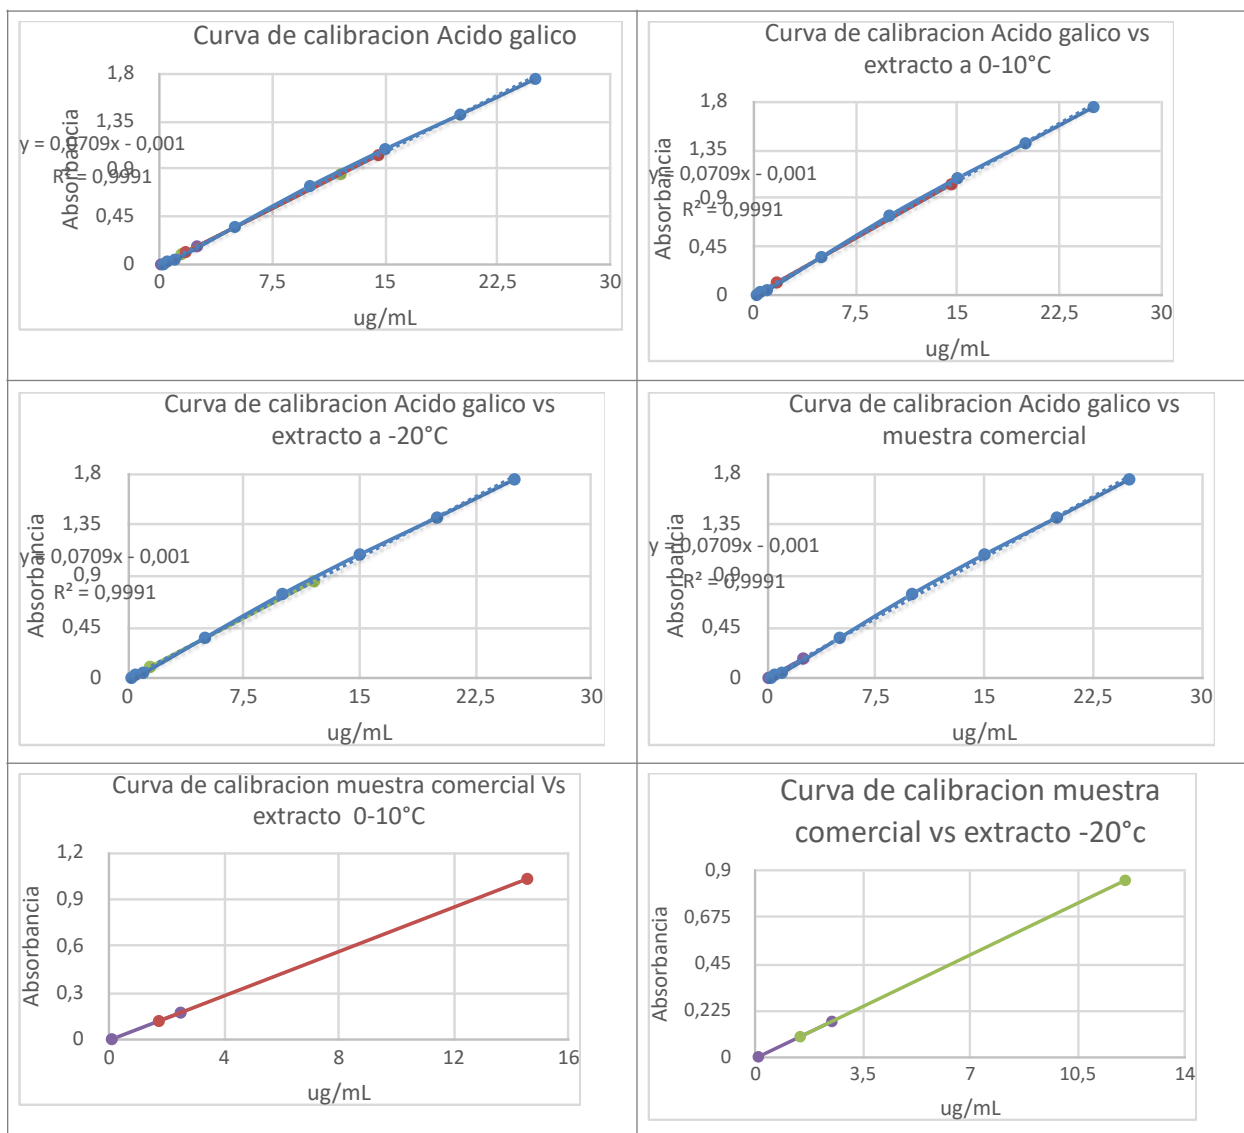 Curva de calibracion Acido galico
1,8
1,35
0,9
0,45
0
Absorbancia
y = 0,0709x - 0,001
R² = 0,9991
0
7,5
15
22,5
30
ug/mL
Curva de calibracion Acido galico vs
extracto a 0-10°C
1,8
1,35
0,9
0,45
0
Absorbancia
y = 0,0709x - 0,001
R² = 0,9991
0
7,5
15
22,5
30
ug/mL
Curva de calibracion Acido galico vs
extracto a -20°C
1,8
1,35
0,9
0,45
0
Absorbancia
y = 0,0709x - 0,001
R² = 0,9991
0
7,5
15
22,5
30
ug/mL
Curva de calibracion Acido galico vs
muestra comercial
1,8
1,35
0,9
0,45
0
Absorbancia
y = 0,0709x - 0,001
R² = 0,9991
0
7,5
15
22,5
30
ug/mL
Curva de calibracion muestra comercial Vs
extracto 0-10°C
1,2
0,9
0,6
0,3
0
Absorbancia
0
4
8
12
16
ug/mL
Curva de calibracion muestra
comercial vs extracto -20°c
0,9
0,675
0,45
0,225
0
Absorbancia
0
3,5
7
10,5
14
ug/mL